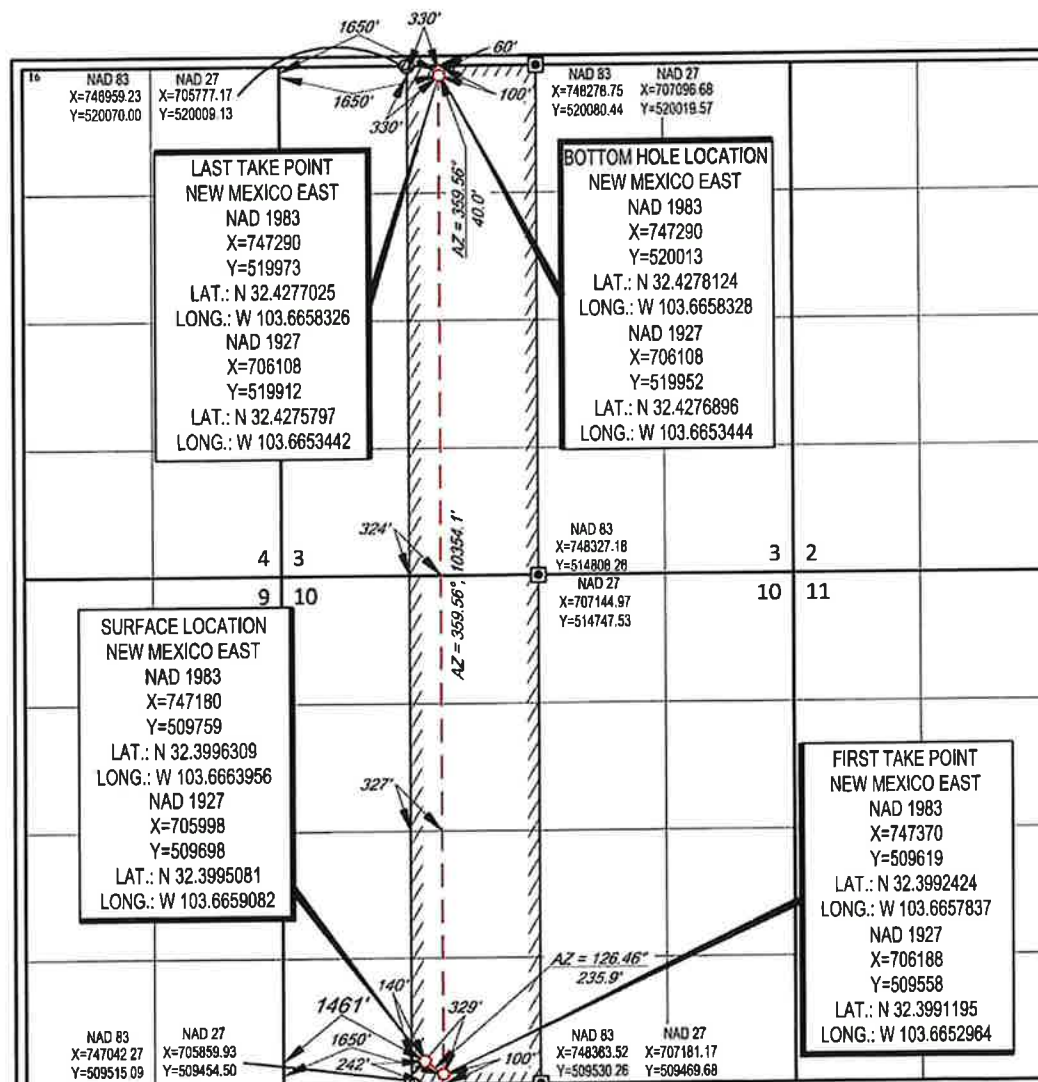 1650'
330'
60'
16
NAD 83
X=746959.23
Y=520070.00
NAD 27
X=705777.17
Y=520009.13
1650'
100'
330'
NAD 83
X=748278.75
Y=520080.44
NAD 27
X=707096.68
Y=520019.57
LAST TAKE POINT
NEW MEXICO EAST
NAD 1983
X=747290
Y=519973
LAT.: N 32.4277025
LONG.: W 103.6658326
NAD 1927
X=706108
Y=519912
LAT.: N 32.4275797
LONG.: W 103.6653442
AZ = 359.56°
40.0'
BOTTOM HOLE LOCATION
NEW MEXICO EAST
NAD 1983
X=747290
Y=520013
LAT.: N 32.4278124
LONG.: W 103.6658328
NAD 1927
X=706108
Y=519952
LAT.: N 32.4276896
LONG.: W 103.6653444
324'
AZ = 359.56°, 10354.1'
NAD 83
X=748327.18
Y=514808.28
NAD 27
X=707144.97
Y=514747.53
4 3
9 10
3 2
10 11
SURFACE LOCATION
NEW MEXICO EAST
NAD 1983
X=747180
Y=509759
LAT.: N 32.3996309
LONG.: W 103.6663956
NAD 1927
X=705998
Y=509698
LAT.: N 32.3995081
LONG.: W 103.6659082
327'
FIRST TAKE POINT
NEW MEXICO EAST
NAD 1983
X=747370
Y=509619
LAT.: N 32.3992424
LONG.: W 103.6657837
NAD 1927
X=706188
Y=509558
LAT.: N 32.3991195
LONG.: W 103.6652964
AZ = 126.46°
235.9'
140'
1461'
329'
1650'
242'
100'
NAD 83
X=747042.27
Y=509515.09
NAD 27
X=705859.93
Y=509454.50
NAD 83
X=748363.52
Y=509530.26
NAD 27
X=707181.17
Y=509469.68